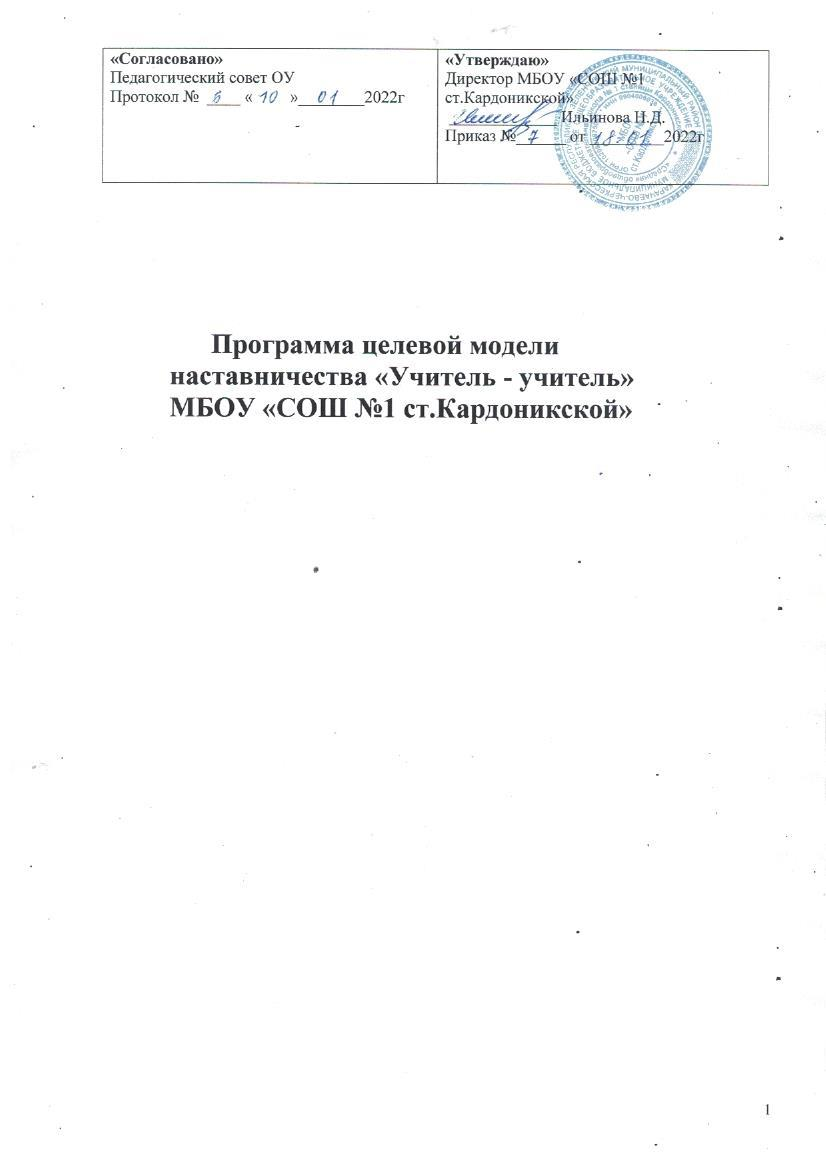 «Согласовано»
Педагогический совет ОУ
Протокол № « 10 » 01 2022г
«Утверждаю»
Директор МБОУ «СОШ №1
ст.Кардоникской»
Ильинова Н.Д.
Приказ № 7 от 18.01 2022г
Программа целевой модели
наставничества «Учитель - учитель»
МБОУ «СОШ №1 ст.Кардоникской»
1